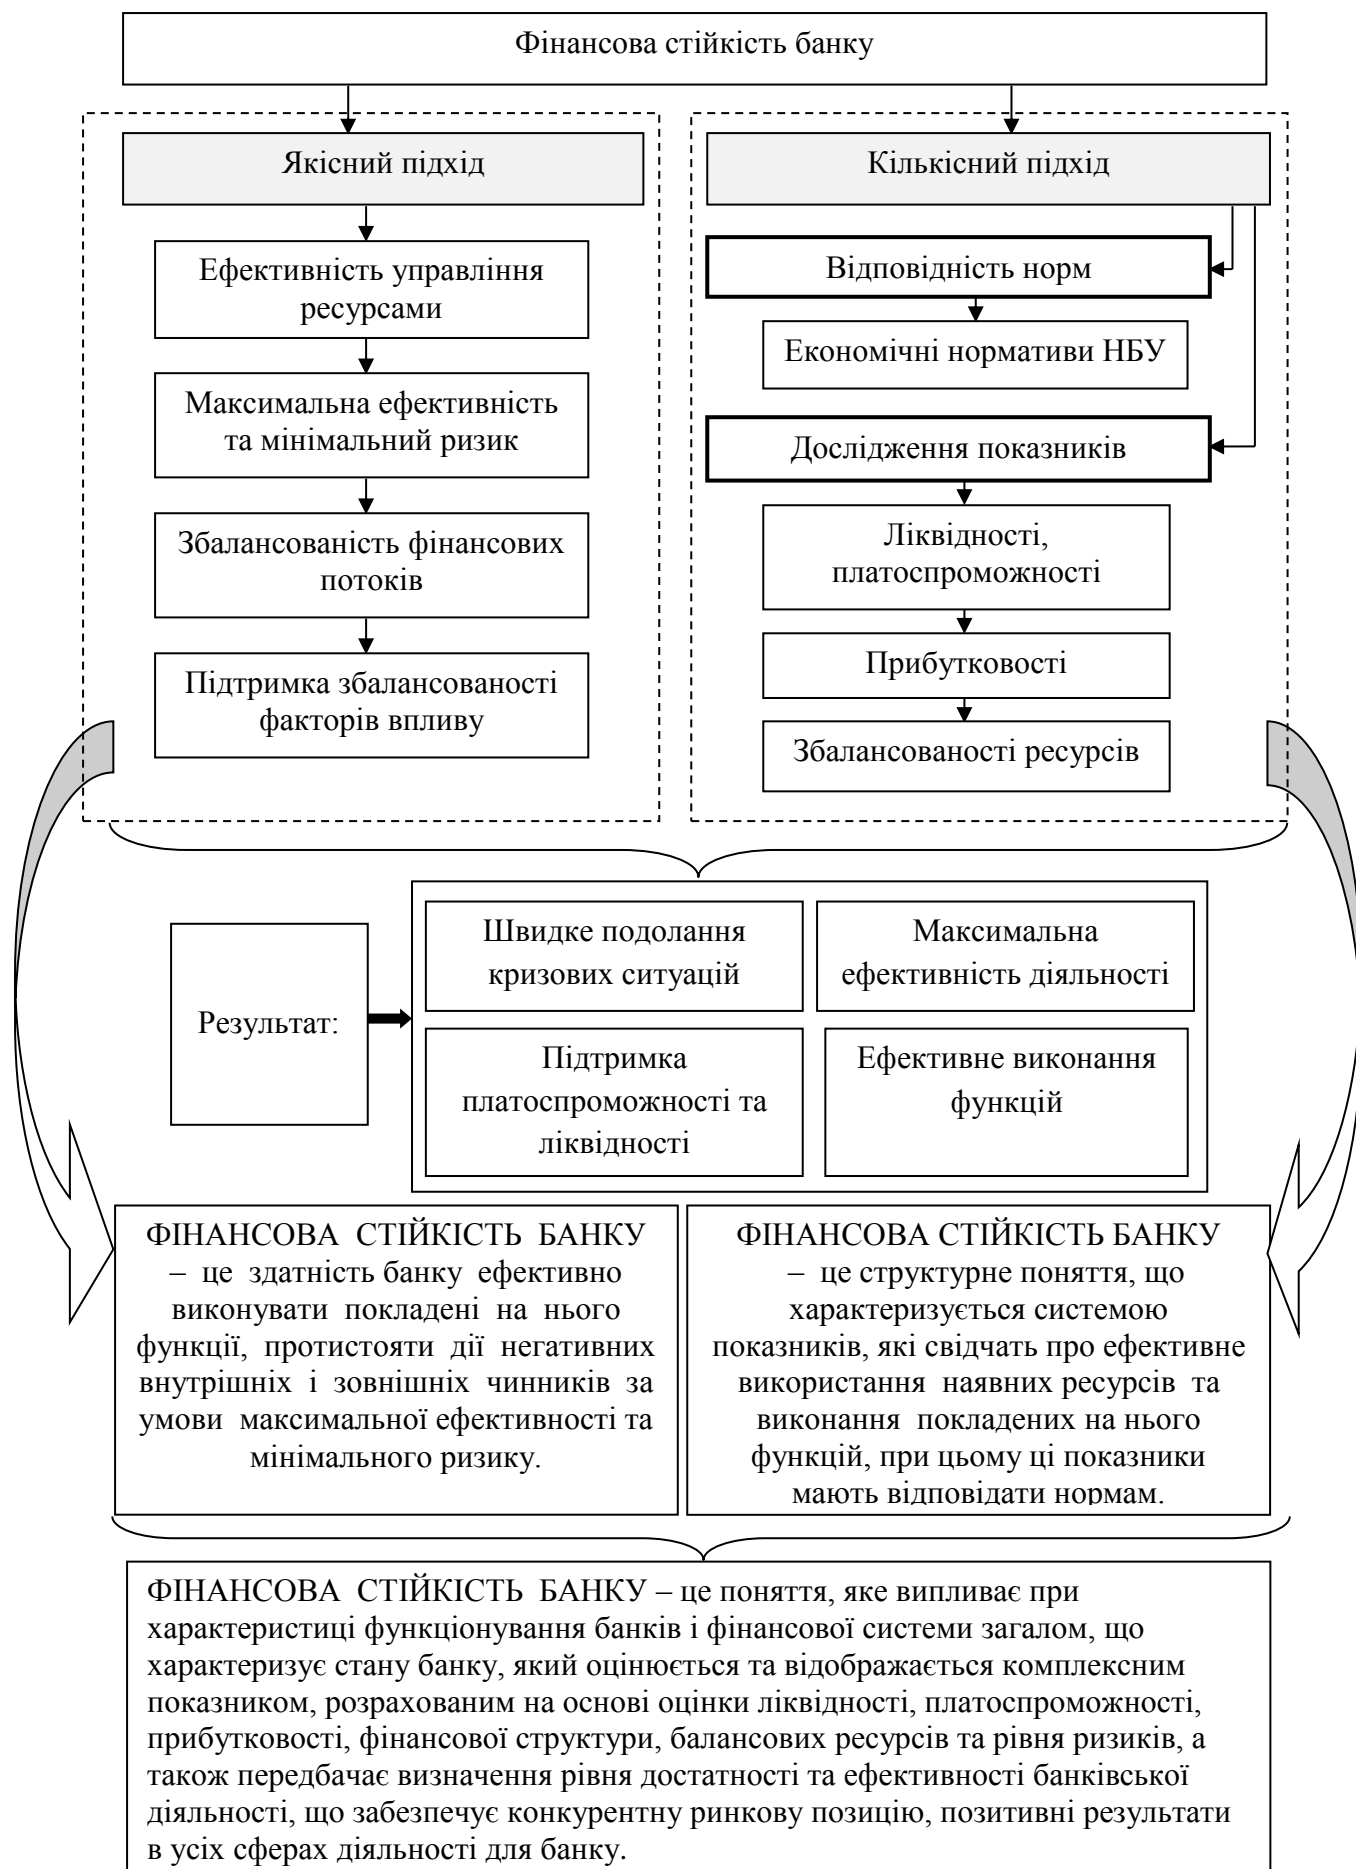 Фінансова стійкість банку
Якісний підхід
Ефективність управління
ресурсами
Максимальна ефективність
та мінімальний ризик
Збалансованість фінансових
потоків
Підтримка збалансованості
факторів впливу
Кількісний підхід
Відповідність норм
Економічні нормативи НБУ
Дослідження показників
Ліквідності,
платоспроможності
Прибутковості
Збалансованості ресурсів
Результат:
Швидке подолання
кризових ситуацій
Максимальна
ефективність діяльності
Підтримка
платоспроможності та
ліквідності
Ефективне виконання
функцій
ФІНАНСОВА СТІЙКІСТЬ БАНКУ
– це здатність банку ефективно
виконувати покладені на нього
функції, протистояти дії негативних
внутрішніх і зовнішніх чинників за
умови максимальної ефективності та
мінімального ризику.
ФІНАНСОВА СТІЙКІСТЬ БАНКУ
– це структурне поняття, що
характеризується системою
показників, які свідчать про ефективне
використання наявних ресурсів та
виконання покладених на нього
функцій, при цьому ці показники
мають відповідати нормам.
ФІНАНСОВА СТІЙКІСТЬ БАНКУ – це поняття, яке випливає при
характеристиці функціонування банків і фінансової системи загалом, що
характеризує стану банку, який оцінюється та відображається комплексним
показником, розрахованим на основі оцінки ліквідності, платоспроможності,
прибутковості, фінансової структури, балансових ресурсів та рівня ризиків, а
також передбачає визначення рівня достатності та ефективності банківської
діяльності, що забезпечує конкурентну ринкову позицію, позитивні результати
в усіх сферах діяльності для банку.